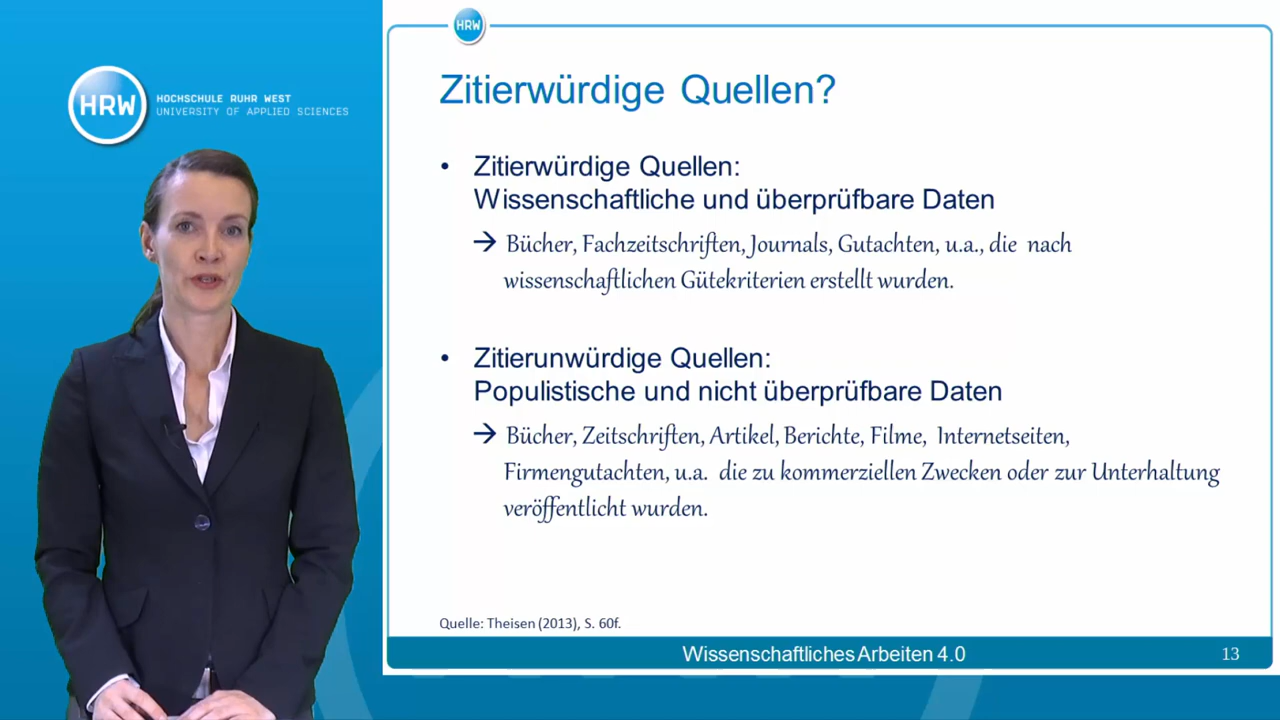 HRW
HOCHSCHULE RUHR WEST
UNIVERSITY OF APPLIED SCIENCES
HRW
Zitierwürdige Quellen?
• Zitierwürdige Quellen:
Wissenschaftliche und überprüfbare Daten
→ Bücher, Fachzeitschriften, Journals, Gutachten, u.a., die nach
wissenschaftlichen Gütekriterien erstellt wurden.
• Zitierunwürdige Quellen:
Populistische und nicht überprüfbare Daten
→ Bücher, Zeitschriften, Artikel, Berichte, Filme, Internetseiten,
Firmengutachten, u.a. die zu kommerziellen Zwecken oder zur Unterhaltung
veröffentlicht wurden.
Quelle: Theisen (2013), S. 60f.
Wissenschaftliches Arbeiten 4.0
13